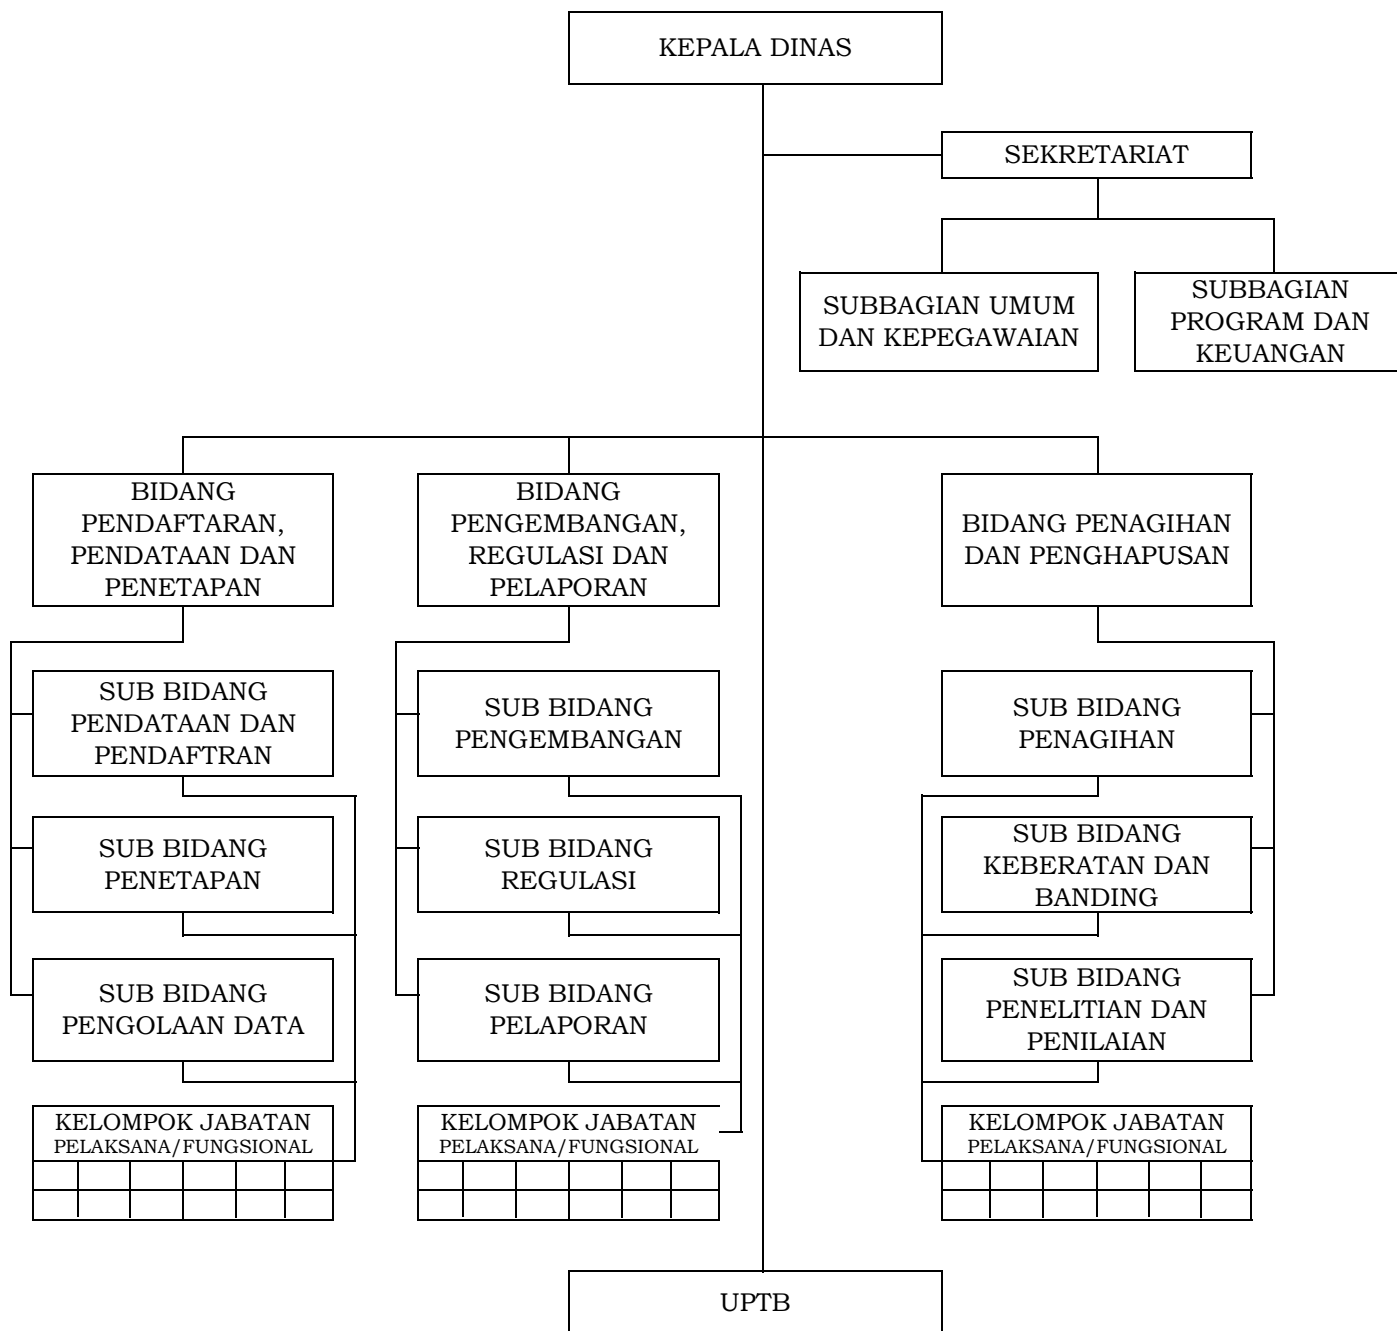 KEPALA DINAS
SEKRETARIAT
SUBBAGIAN UMUM
DAN KEPEGAWAIAN
SUBBAGIAN
PROGRAM DAN
KEUANGAN
BIDANG
PENDAFTARAN,
PENDATAAN DAN
PENETAPAN
BIDANG
PENGEMBANGAN,
REGULASI DAN
PELAPORAN
BIDANG PENAGIHAN
DAN PENGHAPUSAN
SUB BIDANG
PENDATAAN DAN
PENDAFTRAN
SUB BIDANG
PENGEMBANGAN
SUB BIDANG
PENAGIHAN
SUB BIDANG
PENETAPAN
SUB BIDANG
REGULASI
SUB BIDANG
KEBERATAN DAN
BANDING
SUB BIDANG
PENGOLAAN DATA
SUB BIDANG
PELAPORAN
SUB BIDANG
PENELITIAN DAN
PENILAIAN
KELOMPOK JABATAN
PELAKSANA/FUNGSIONAL
KELOMPOK JABATAN
PELAKSANA/FUNGSIONAL
KELOMPOK JABATAN
PELAKSANA/FUNGSIONAL
UPTB